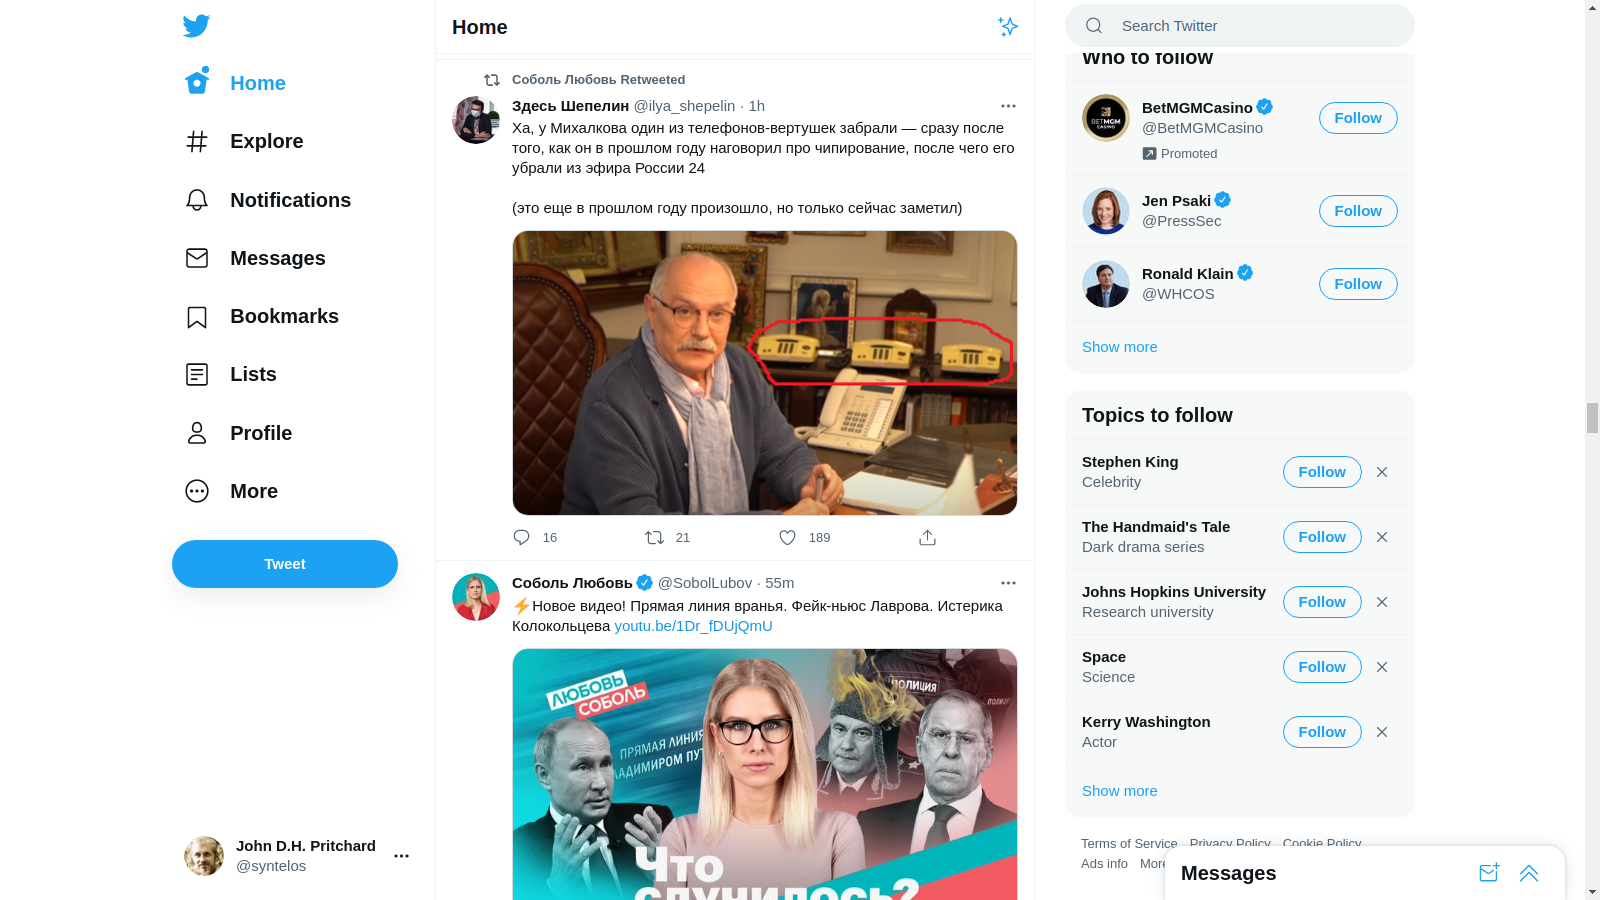 Home
Explore
Notifications
Messages
Bookmarks
Lists
Profile
More
Tweet
John D.H. Pritchard
@syntelos
Home
Соболь Любовь Retweeted
Здесь Шепелин @ilya_shepelin · 1h
Ха, у Михалкова один из телефонов-вертушек забрали — сразу после
того, как он в прошлом году наговорил про чипирование, после чего его
убрали из эфира России 24
(это еще в прошлом году произошло, но только сейчас заметил)
16 21 189
Соболь Любовь @SobolLubov · 55m
⚡Новое видео! Прямая линия вранья. Фейк-ньюс Лаврова. Истерика
Колокольцева youtu.be/1Dr_fDUjQmU
ЛЮБОВЬ
СОБОЛЬ
ПОЛИЦИЯ
ПРЯМАЯ ЛИНИЯ
Что
случилось?
Search Twitter
Who to follow
BetMGMCasino
@BetMGMCasino
Promoted
Follow
BETMGM
CASINO
Jen Psaki
@PressSec
Follow
Ronald Klain
@WHCOS
Follow
Show more
Topics to follow
Stephen King
Celebrity
Follow
The Handmaid's Tale
Dark drama series
Follow
Johns Hopkins University
Research university
Follow
Space
Science
Follow
Kerry Washington
Actor
Follow
Show more
Terms of Service Privacy Policy Cookie Policy
Ads info More
Messages